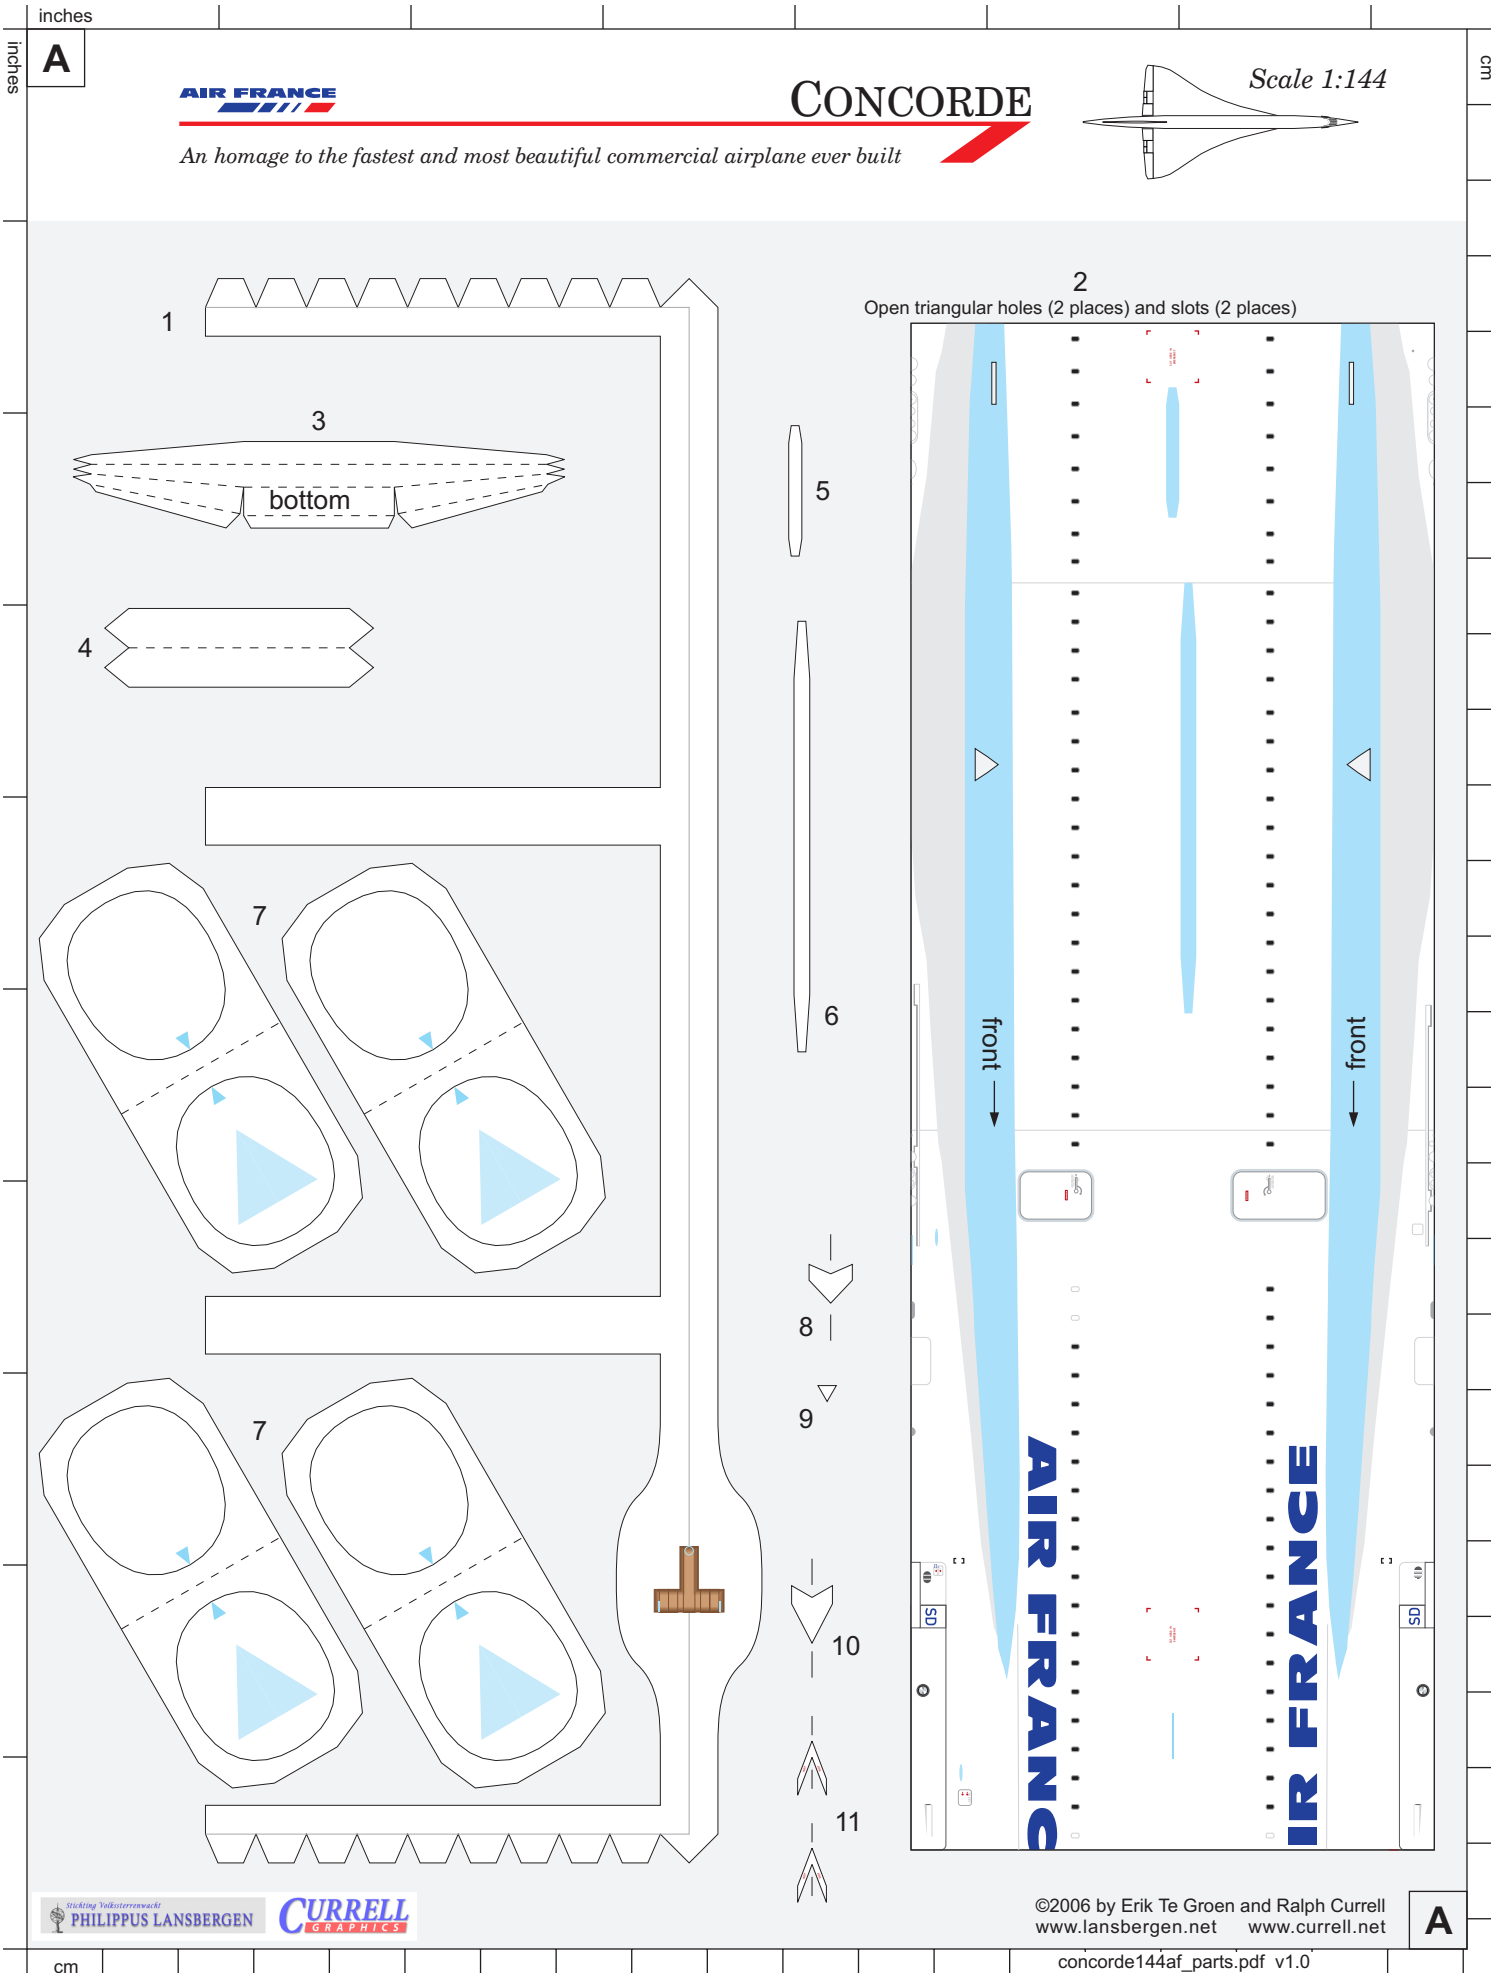 inches
inches
A
cm
AIR FRANCE
CONCORDE
Scale 1:144
An homage to the fastest and most beautiful commercial airplane ever built
2
Open triangular holes (2 places) and slots (2 places)
1
3
bottom
4
5
6
7
7
front
front
8
9
10
11
AIR FRANC
IR FRANCE
SD
SD
Stichting Volkssterrenwacht
PHILIPPUS LANSBERGEN
CURRELL
GRAPHICS
©2006 by Erik Te Groen and Ralph Currell
www.lansbergen.net www.currell.net
A
cm
concorde144af_parts.pdf v1.0